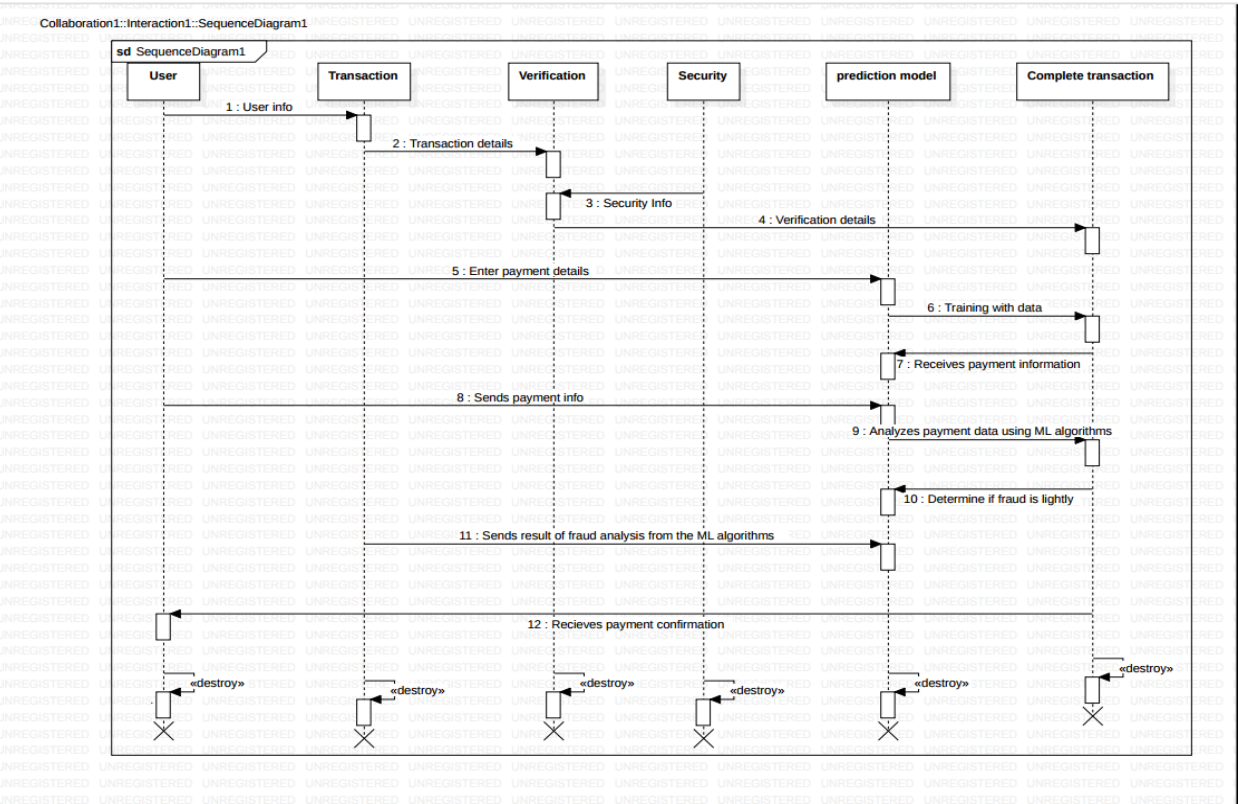 Collaboration1::Interaction1::SequenceDiagram1
sd SequenceDiagram1
User
Transaction
Verification
Security
prediction model
Complete transaction
1 : User info
2 : Transaction details
3 : Security Info
4 : Verification details
5 : Enter payment details
6 : Training with data
7 : Receives payment information
8 : Sends payment info
9 : Analyzes payment data using ML algorithms
10 : Determine if fraud is lightly
11 : Sends result of fraud analysis from the ML algorithms
12 : Recieves payment confirmation
«destroy»
«destroy»
«destroy»
«destroy»
«destroy»
«destroy»
UNREGISTERED